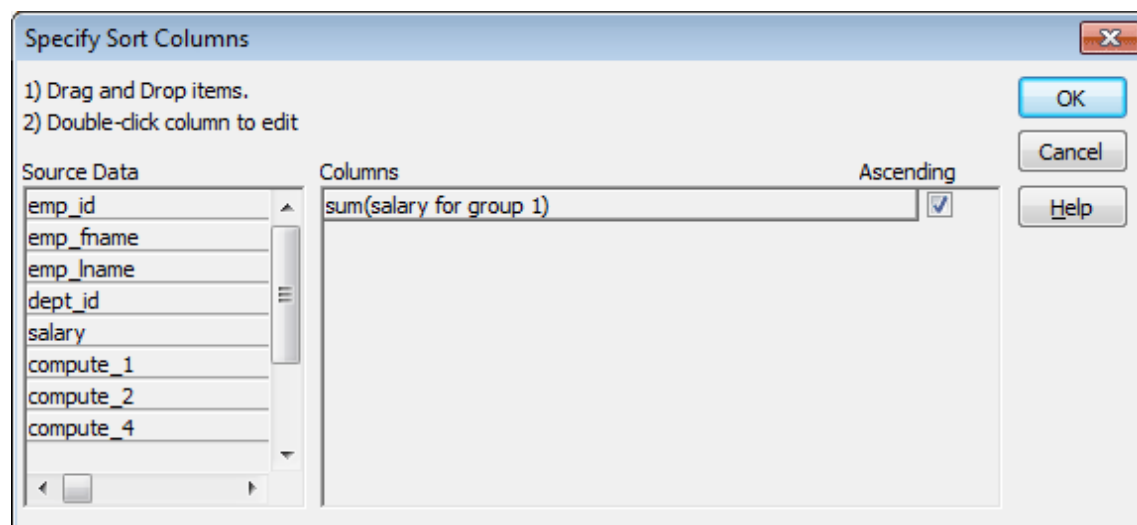 Specify Sort Columns
1) Drag and Drop items.
2) Double-click column to edit
OK
Cancel
Help
Source Data
emp_id
emp_fname
emp_lname
dept_id
salary
compute_1
compute_2
compute_4
Columns
Ascending
sum(salary for group 1)